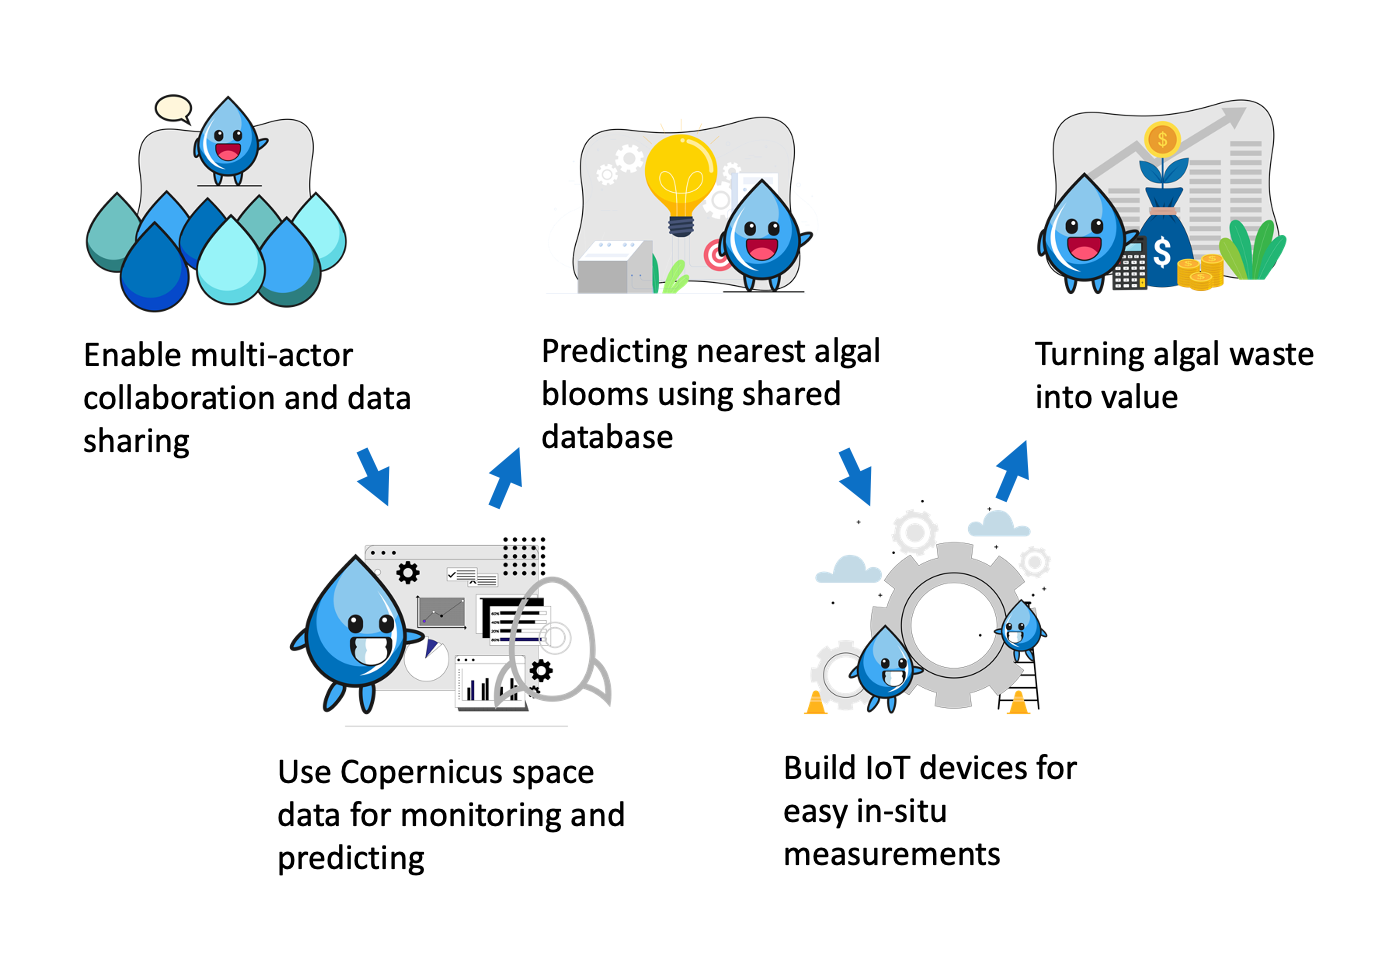 Enable multi-actor
collaboration and data
sharing
Predicting nearest algal
blooms using shared
database
Turning algal waste
into value
$
$
Use Copernicus space
data for monitoring and
predicting
Build IoT devices for
easy in-situ
measurements